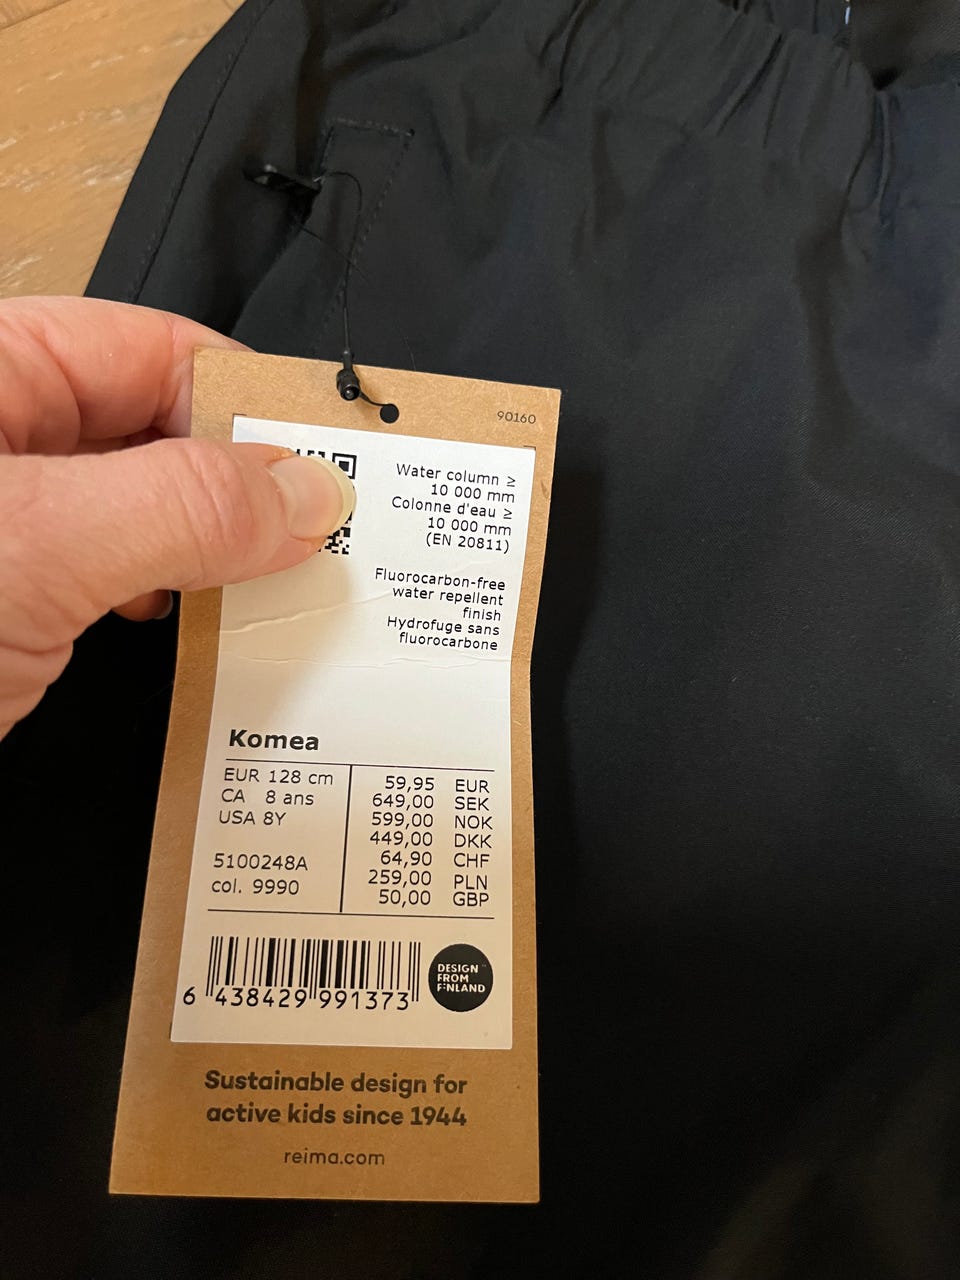 90160
Water column ≥
10 000 mm
Colonne d'eau ≥
10 000 mm
(EN 20811)
Fluorocarbon-free
water repellent
finish
Hydrofuge sans
fluorocarbone
Komea
EUR 128 cm
CA 8 ans
USA 8Y
5100248A
col. 9990
59,95 EUR
649,00 SEK
599,00 NOK
449,00 DKK
64,90 CHF
259,00 PLN
50,00 GBP
6 438429 991373
DESIGN
FROM
FINLAND
Sustainable design for
active kids since 1944
reima.com